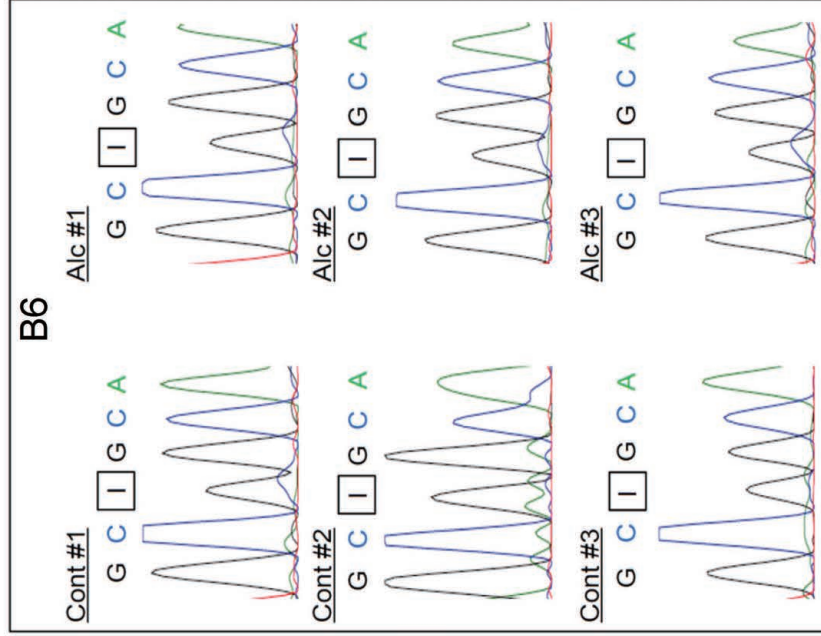 B6
Cont #1
G C I G C A
Alc #1
G C I G C A
Cont #2
G C I G C A
Alc #2
G C I G C A
Cont #3
G C I G C A
Alc #3
G C I G C A